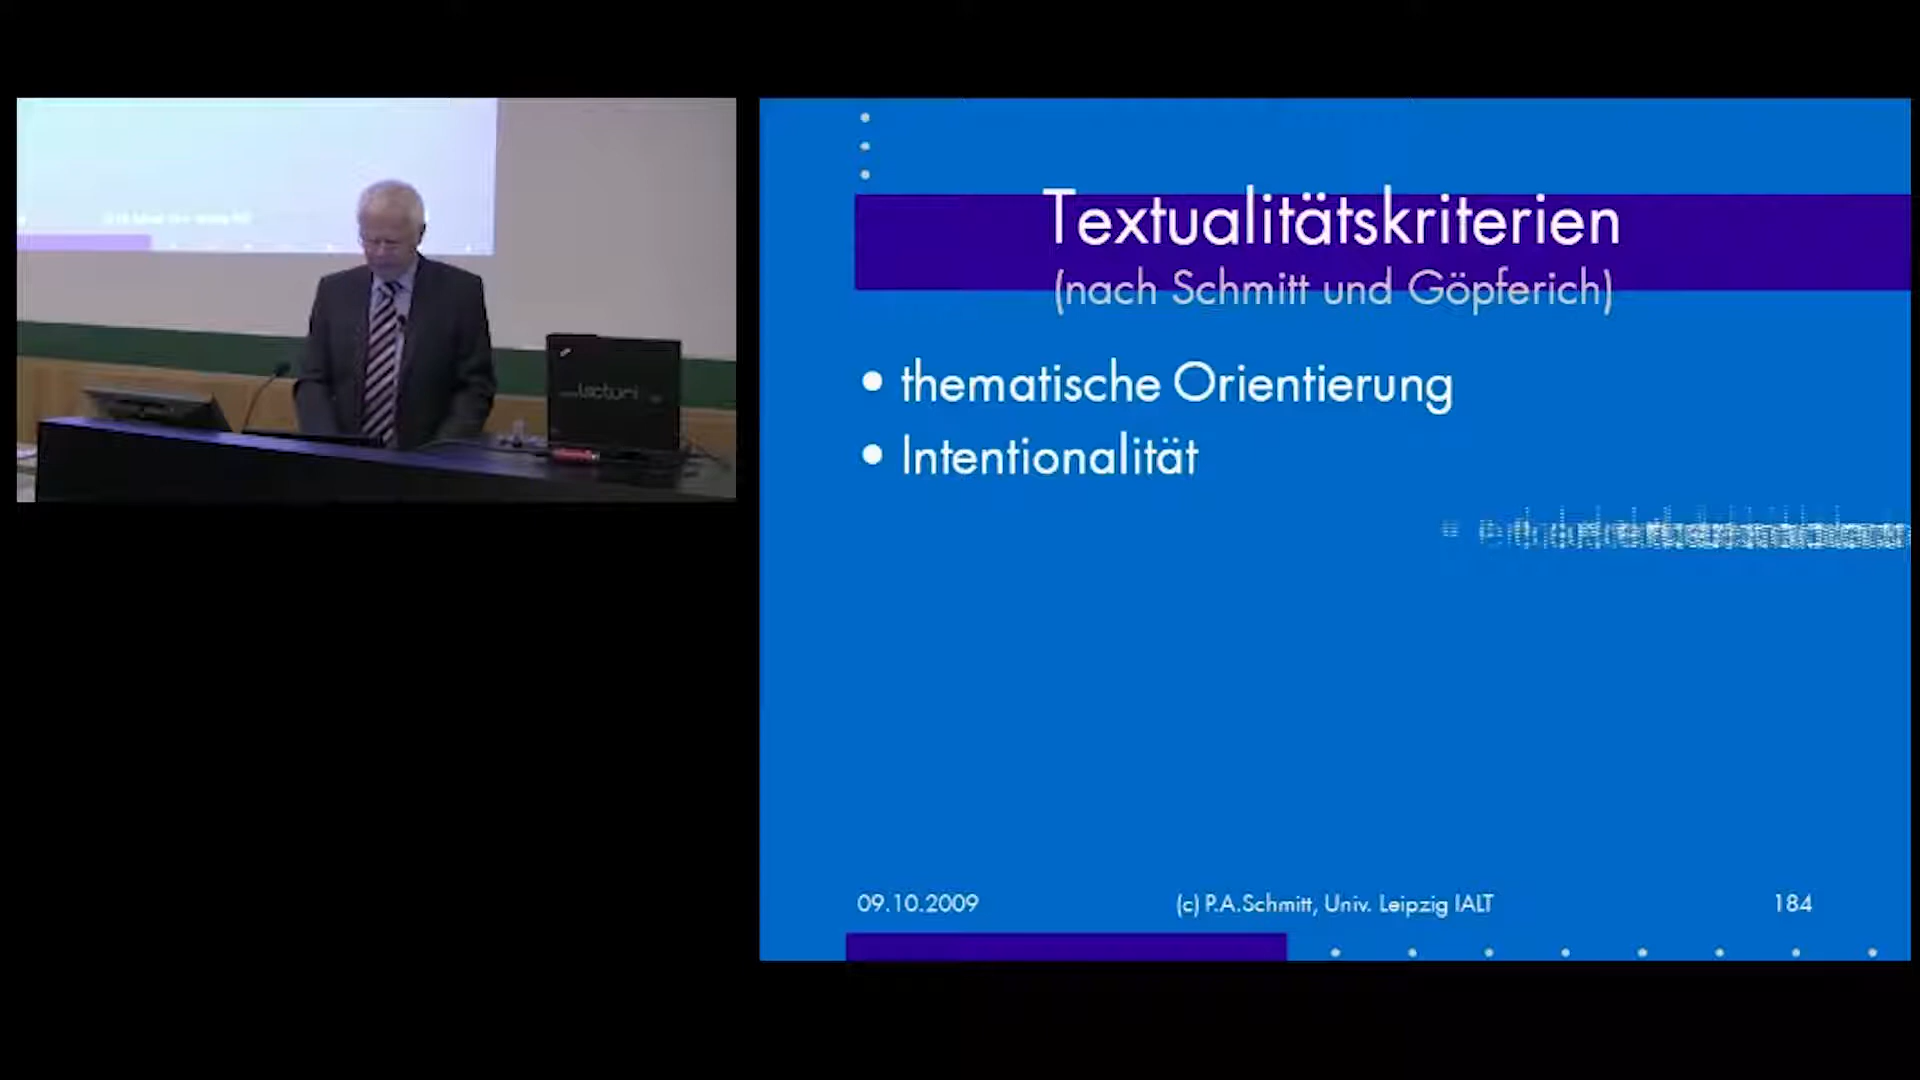 Textualitätskriterien
(nach Schmitt und Göpferich)
• thematische Orientierung
• Intentionalität
09.10.2009
(c) P.A.Schmitt, Univ. Leipzig IALT
184